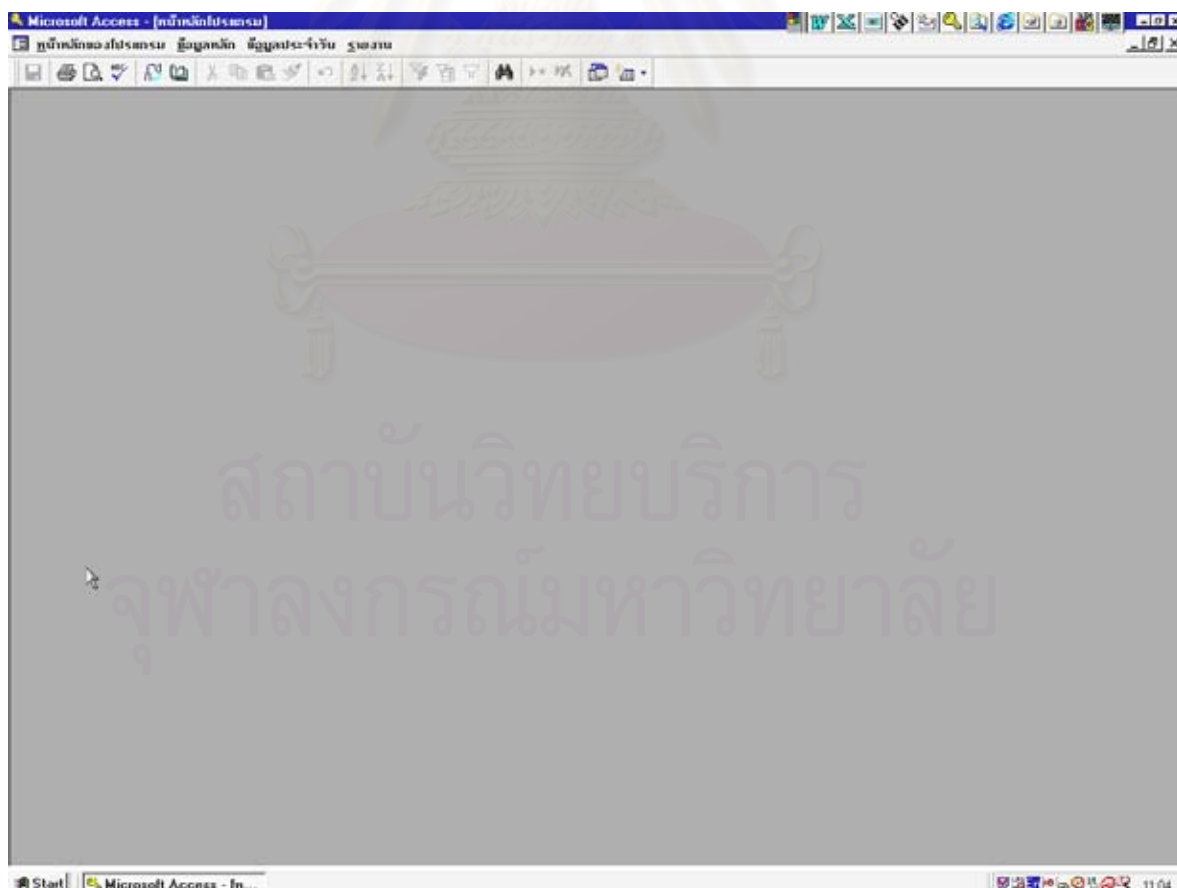 Microsoft Access - [หน้าหลักโปรแกรม]
หน้าหลักของโปรแกรม ข้อมูลหลัก ข้อมูลประจำวัน รายงาน
สถาบันวิทยบริการ
จุฬาลงกรณ์มหาวิทยาลัย
Start Microsoft Access - [ห... 11:04